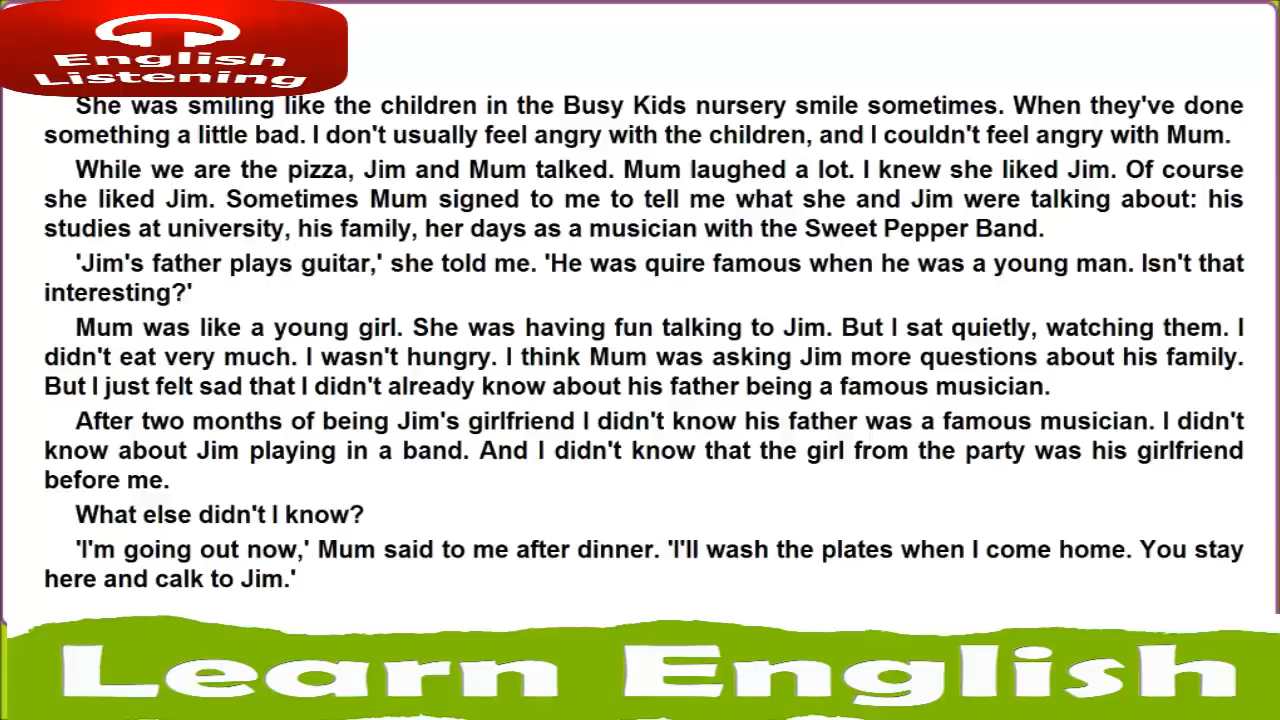 English
Listening
She was smiling like the children in the Busy Kids nursery smile sometimes. When they've done
something a little bad. I don't usually feel angry with the children, and I couldn't feel angry with Mum.
While we are the pizza, Jim and Mum talked. Mum laughed a lot. I knew she liked Jim. Of course
she liked Jim. Sometimes Mum signed to me to tell me what she and Jim were talking about: his
studies at university, his family, her days as a musician with the Sweet Pepper Band.
'Jim's father plays guitar,' she told me. 'He was quire famous when he was a young man. Isn't that
interesting?'
Mum was like a young girl. She was having fun talking to Jim. But I sat quietly, watching them. I
didn't eat very much. I wasn't hungry. I think Mum was asking Jim more questions about his family.
But I just felt sad that I didn't already know about his father being a famous musician.
After two months of being Jim's girlfriend I didn't know his father was a famous musician. I didn't
know about Jim playing in a band. And I didn't know that the girl from the party was his girlfriend
before me.
What else didn't I know?
'I'm going out now,' Mum said to me after dinner. 'I'll wash the plates when I come home. You stay
here and calk to Jim.'
Learn English